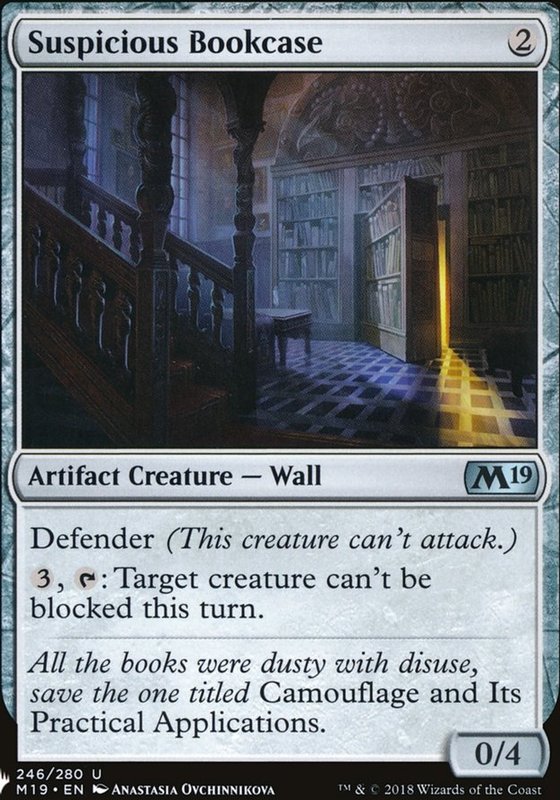 Suspicious Bookcase 2
Artifact Creature — Wall M19
Defender (This creature can't attack.)
3, : Target creature can't be
blocked this turn.
All the books were dusty with disuse,
save the one titled Camouflage and Its
Practical Applications.
0/4
246/280 U
M19 • EN Anastasia Ovchinnikova ™ & © 2018 Wizards of the Coast